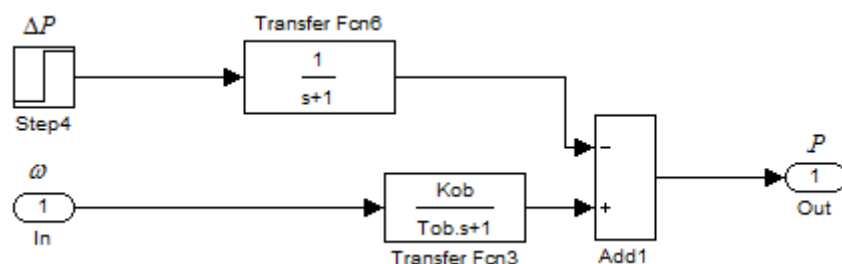 ΔP
Transfer Fcn6
1
s+1
Step4
−
P
ω
1
In
Kob
Tob.s+1
Transfer Fcn3
+
Add1
1
Out